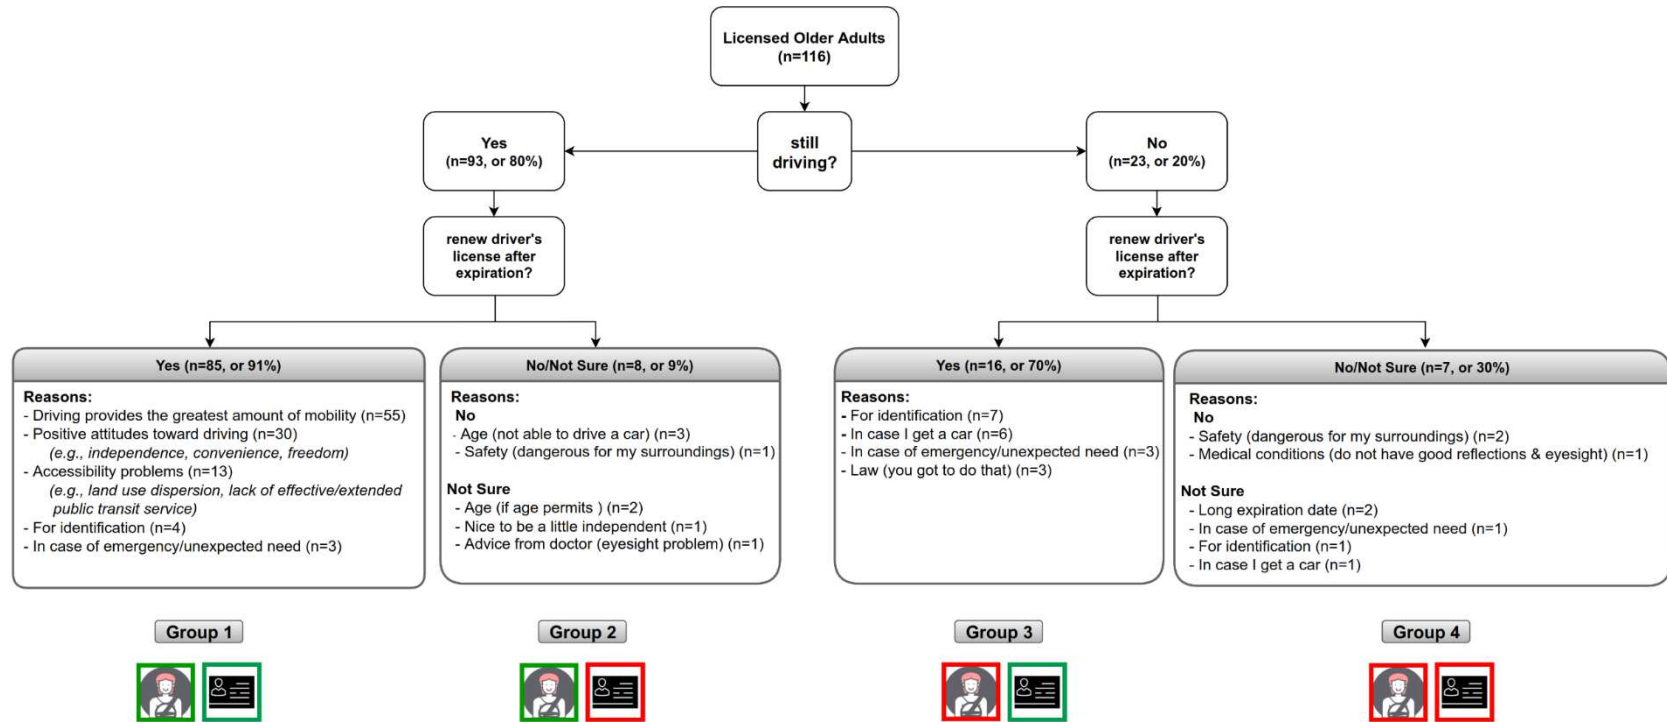 Licensed Older Adults
(n=116)
Yes
(n=93, or 80%)
still
driving?
No
(n=23, or 20%)
renew driver's
license after
expiration?
renew driver's
license after
expiration?
Yes (n=85, or 91%)
Reasons:
- Driving provides the greatest amount of mobility (n=55)
- Positive attitudes toward driving (n=30)
(e.g., independence, convenience, freedom)
- Accessibility problems (n=13)
(e.g., land use dispersion, lack of effective/extended
public transit service)
- For identification (n=4)
- In case of emergency/unexpected need (n=3)
No/Not Sure (n=8, or 9%)
Reasons:
No
- Age (not able to drive a car) (n=3)
- Safety (dangerous for my surroundings) (n=1)
Not Sure
- Age (if age permits ) (n=2)
- Nice to be a little independent (n=1)
- Advice from doctor (eyesight problem) (n=1)
Yes (n=16, or 70%)
Reasons:
- For identification (n=7)
- In case I get a car (n=6)
- In case of emergency/unexpected need (n=3)
- Law (you got to do that) (n=3)
No/Not Sure (n=7, or 30%)
Reasons:
No
- Safety (dangerous for my surroundings) (n=2)
- Medical conditions (do not have good reflections & eyesight) (n=1)
Not Sure
- Long expiration date (n=2)
- In case of emergency/unexpected need (n=1)
- For identification (n=1)
- In case I get a car (n=1)
Group 1
Group 2
Group 3
Group 4